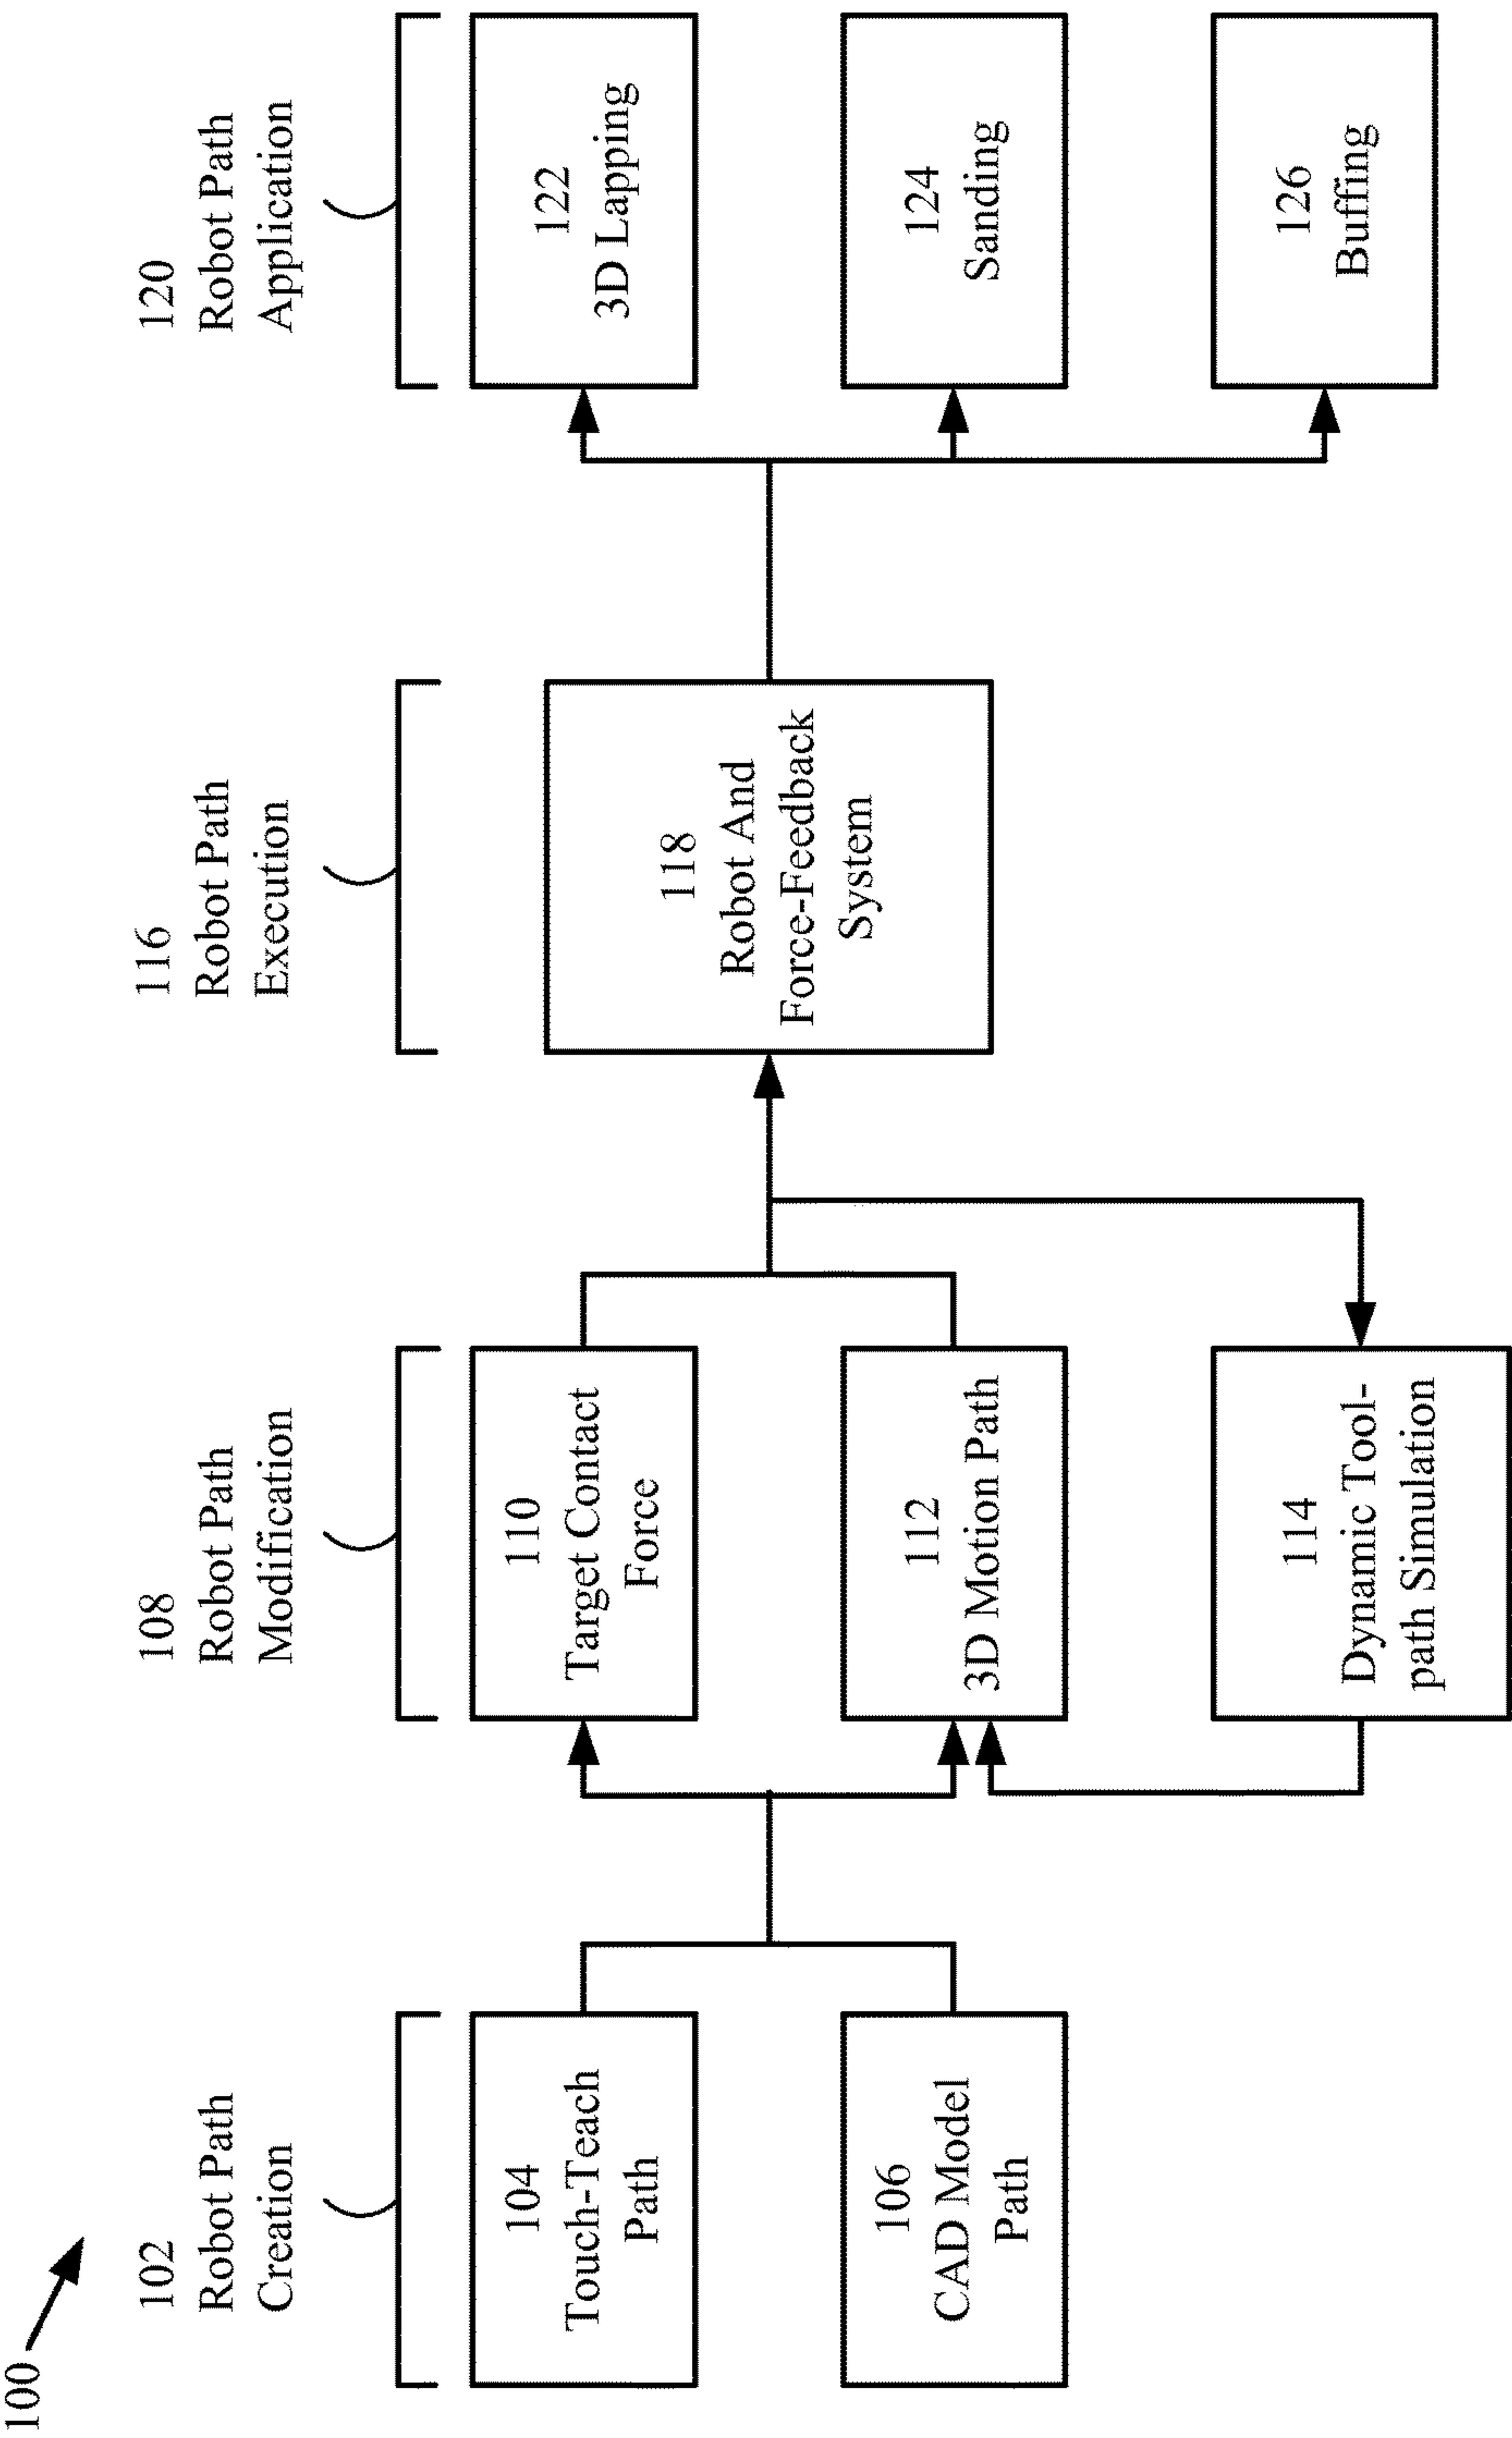 100
102
Robot Path
Creation
104
Touch-Teach
Path
106
CAD Model
Path
108
Robot Path
Modification
110
Target Contact
Force
112
3D Motion Path
114
Dynamic Tool-
path Simulation
116
Robot Path
Execution
118
Robot And
Force-Feedback
System
120
Robot Path
Application
122
3D Lapping
124
Sanding
126
Buffing